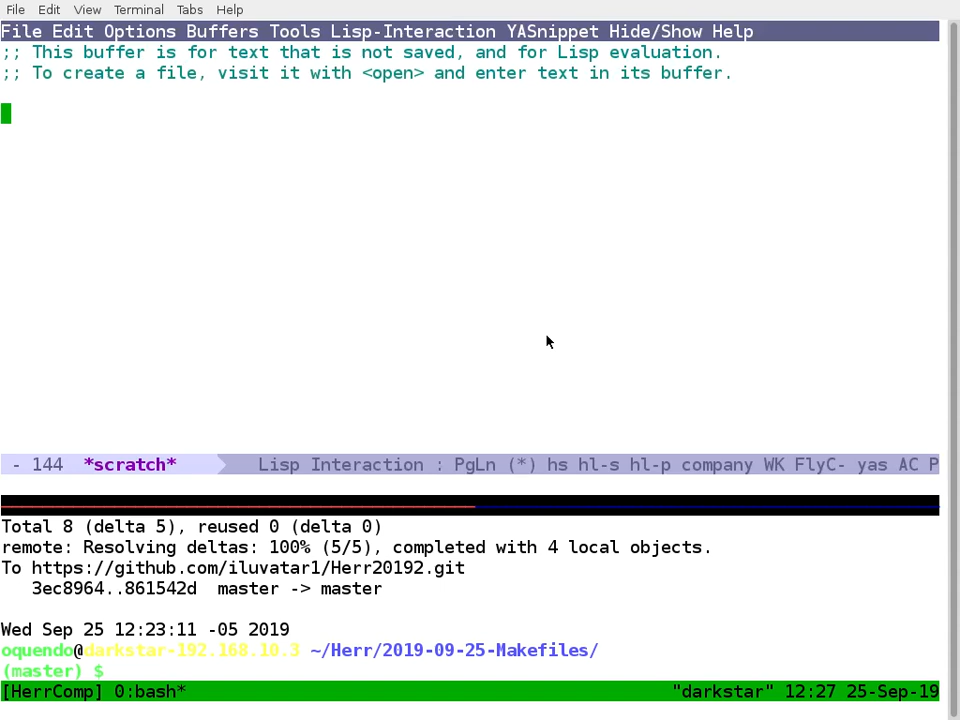 File Edit View Terminal Tabs Help
File Edit Options Buffers Tools Lisp-Interaction YASnippet Hide/Show Help
;; This buffer is for text that is not saved, and for Lisp evaluation.
;; To create a file, visit it with <open> and enter text in its buffer.
- 144 *scratch* Lisp Interaction : PgLn (*) hs hl-s hl-p company WK FlyC- yas AC P
Total 8 (delta 5), reused 0 (delta 0)
remote: Resolving deltas: 100% (5/5), completed with 4 local objects.
To https://github.com/iluvatar1/Herr20192.git
3ec8964..861542d master -> master
Wed Sep 25 12:23:11 -05 2019
oquendo@darkstar-192.168.10.3 ~/Herr/2019-09-25-Makefiles/
(master) $
[HerrComp] 0:bash* "darkstar" 12:27 25-Sep-19